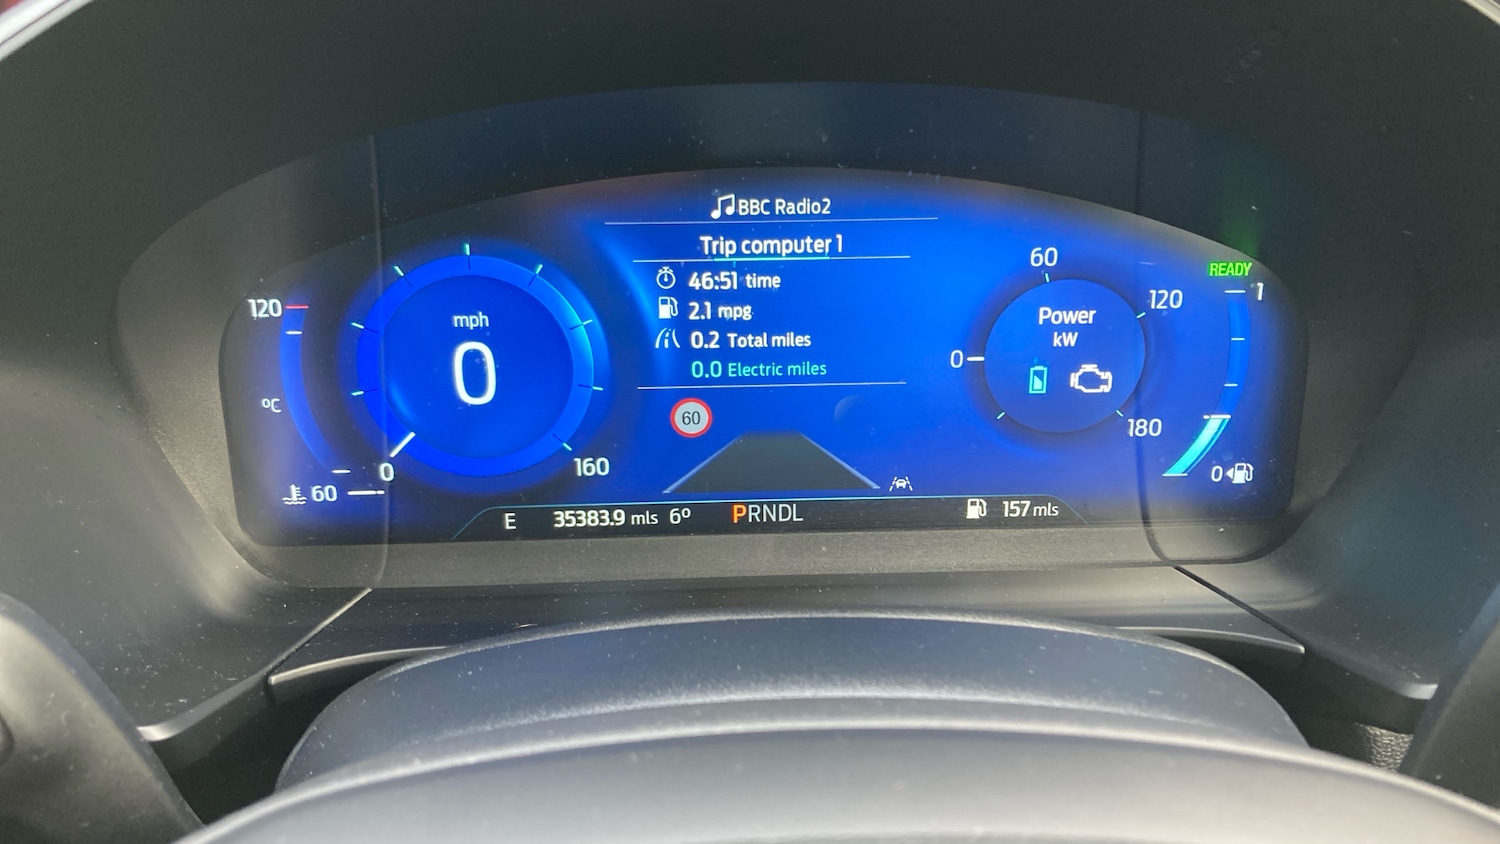 BBC Radio2
Trip computer 1
46:51 time
2.1 mpg
0.2 Total miles
0.0 Electric miles
60
120
ºC
60
mph
0
0
160
60
0
120
180
Power
kW
READY
1
0
E 35383.9 mls 6º PRNDL 157 mls